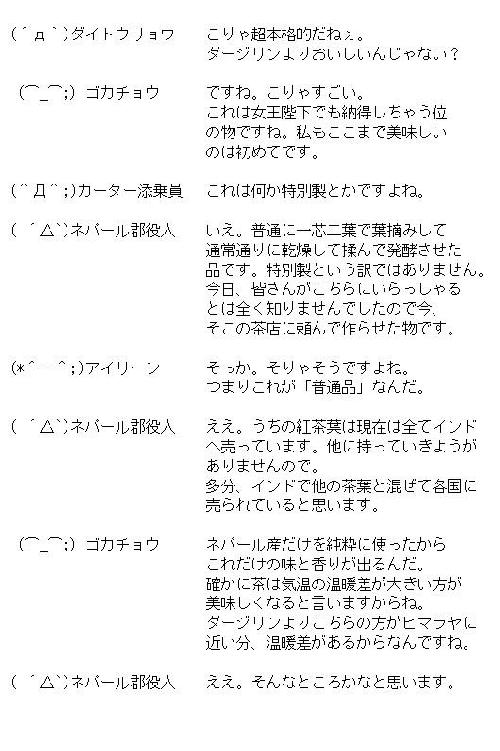 (´д｀)ダイトウリョウ　こりゃ超本格的だねぇ。
ダージリンよりおいしいんじゃない？
(⌒_⌒;) ゴカチョウ　ですね。こりゃすごい。
これは女王陛下でも納得しちゃう位
の物ですね。私もここまで美味しい
のは初めてです。
(¨Д¨;)カーター添乗員　これは何か特別製とかですよね。
( ´△`)ネパール郡役人　いえ。普通に一芯二葉で葉摘みして
通常通りに乾燥して揉んで発酵させた
品です。特別製という訳ではありません。
今日、皆さんがこちらにいらっしゃる
とは全く知りませんでしたので今、
そこの茶店に頼んで作らせた物です。
(*^ー^;)アイリーン　そっか。そりゃそうですよね。
つまりこれが「普通品」なんだ。
( ´△`)ネパール郡役人　ええ。うちの紅茶葉は現在は全てインド
へ売っています。他に持っていきようが
ありませんので。
多分、インドで他の茶葉と混ぜて各国に
売られていると思います。
(⌒_⌒;) ゴカチョウ　ネパール産だけを純粋に使ったから
これだけの味と香りが出るんだ。
確かに茶は気温の温暖差が大きい方が
美味しくなると言いますからね。
ダージリンよりこちらの方がヒマラヤに
近い分、温暖差があるからなんですね。
( ´△`)ネパール郡役人　ええ。そんなところかなと思います。